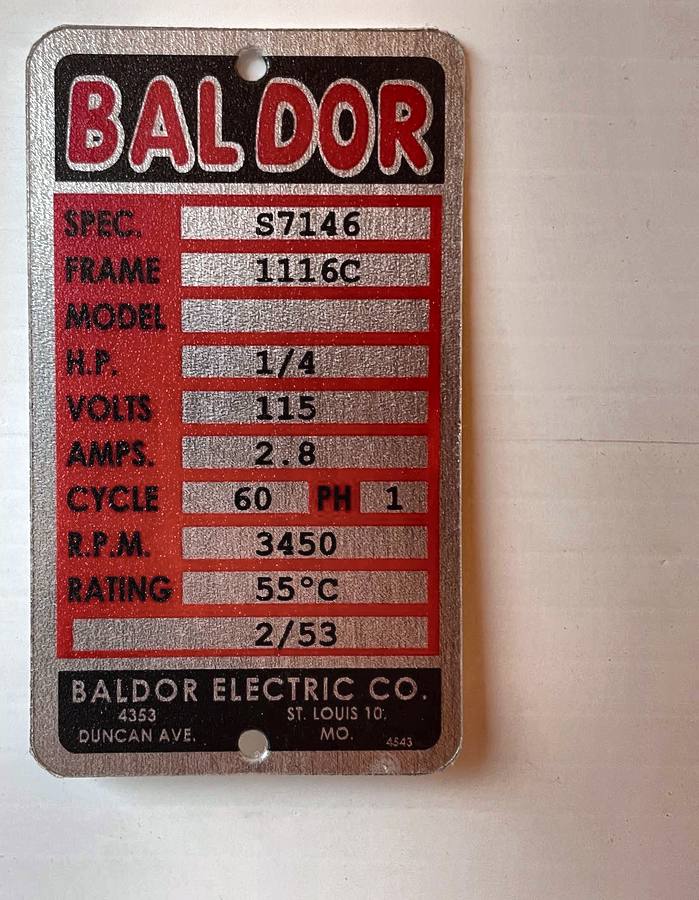 BALDOR
SPEC. S7146
FRAME 1116C
MODEL
H.P. 1/4
VOLTS 115
AMPS. 2.8
CYCLE 60 PH 1
R.P.M. 3450
RATING 55°C
2/53
BALDOR ELECTRIC CO.
4353 ST. LOUIS 10.
DUNCAN AVE. MO. 4543